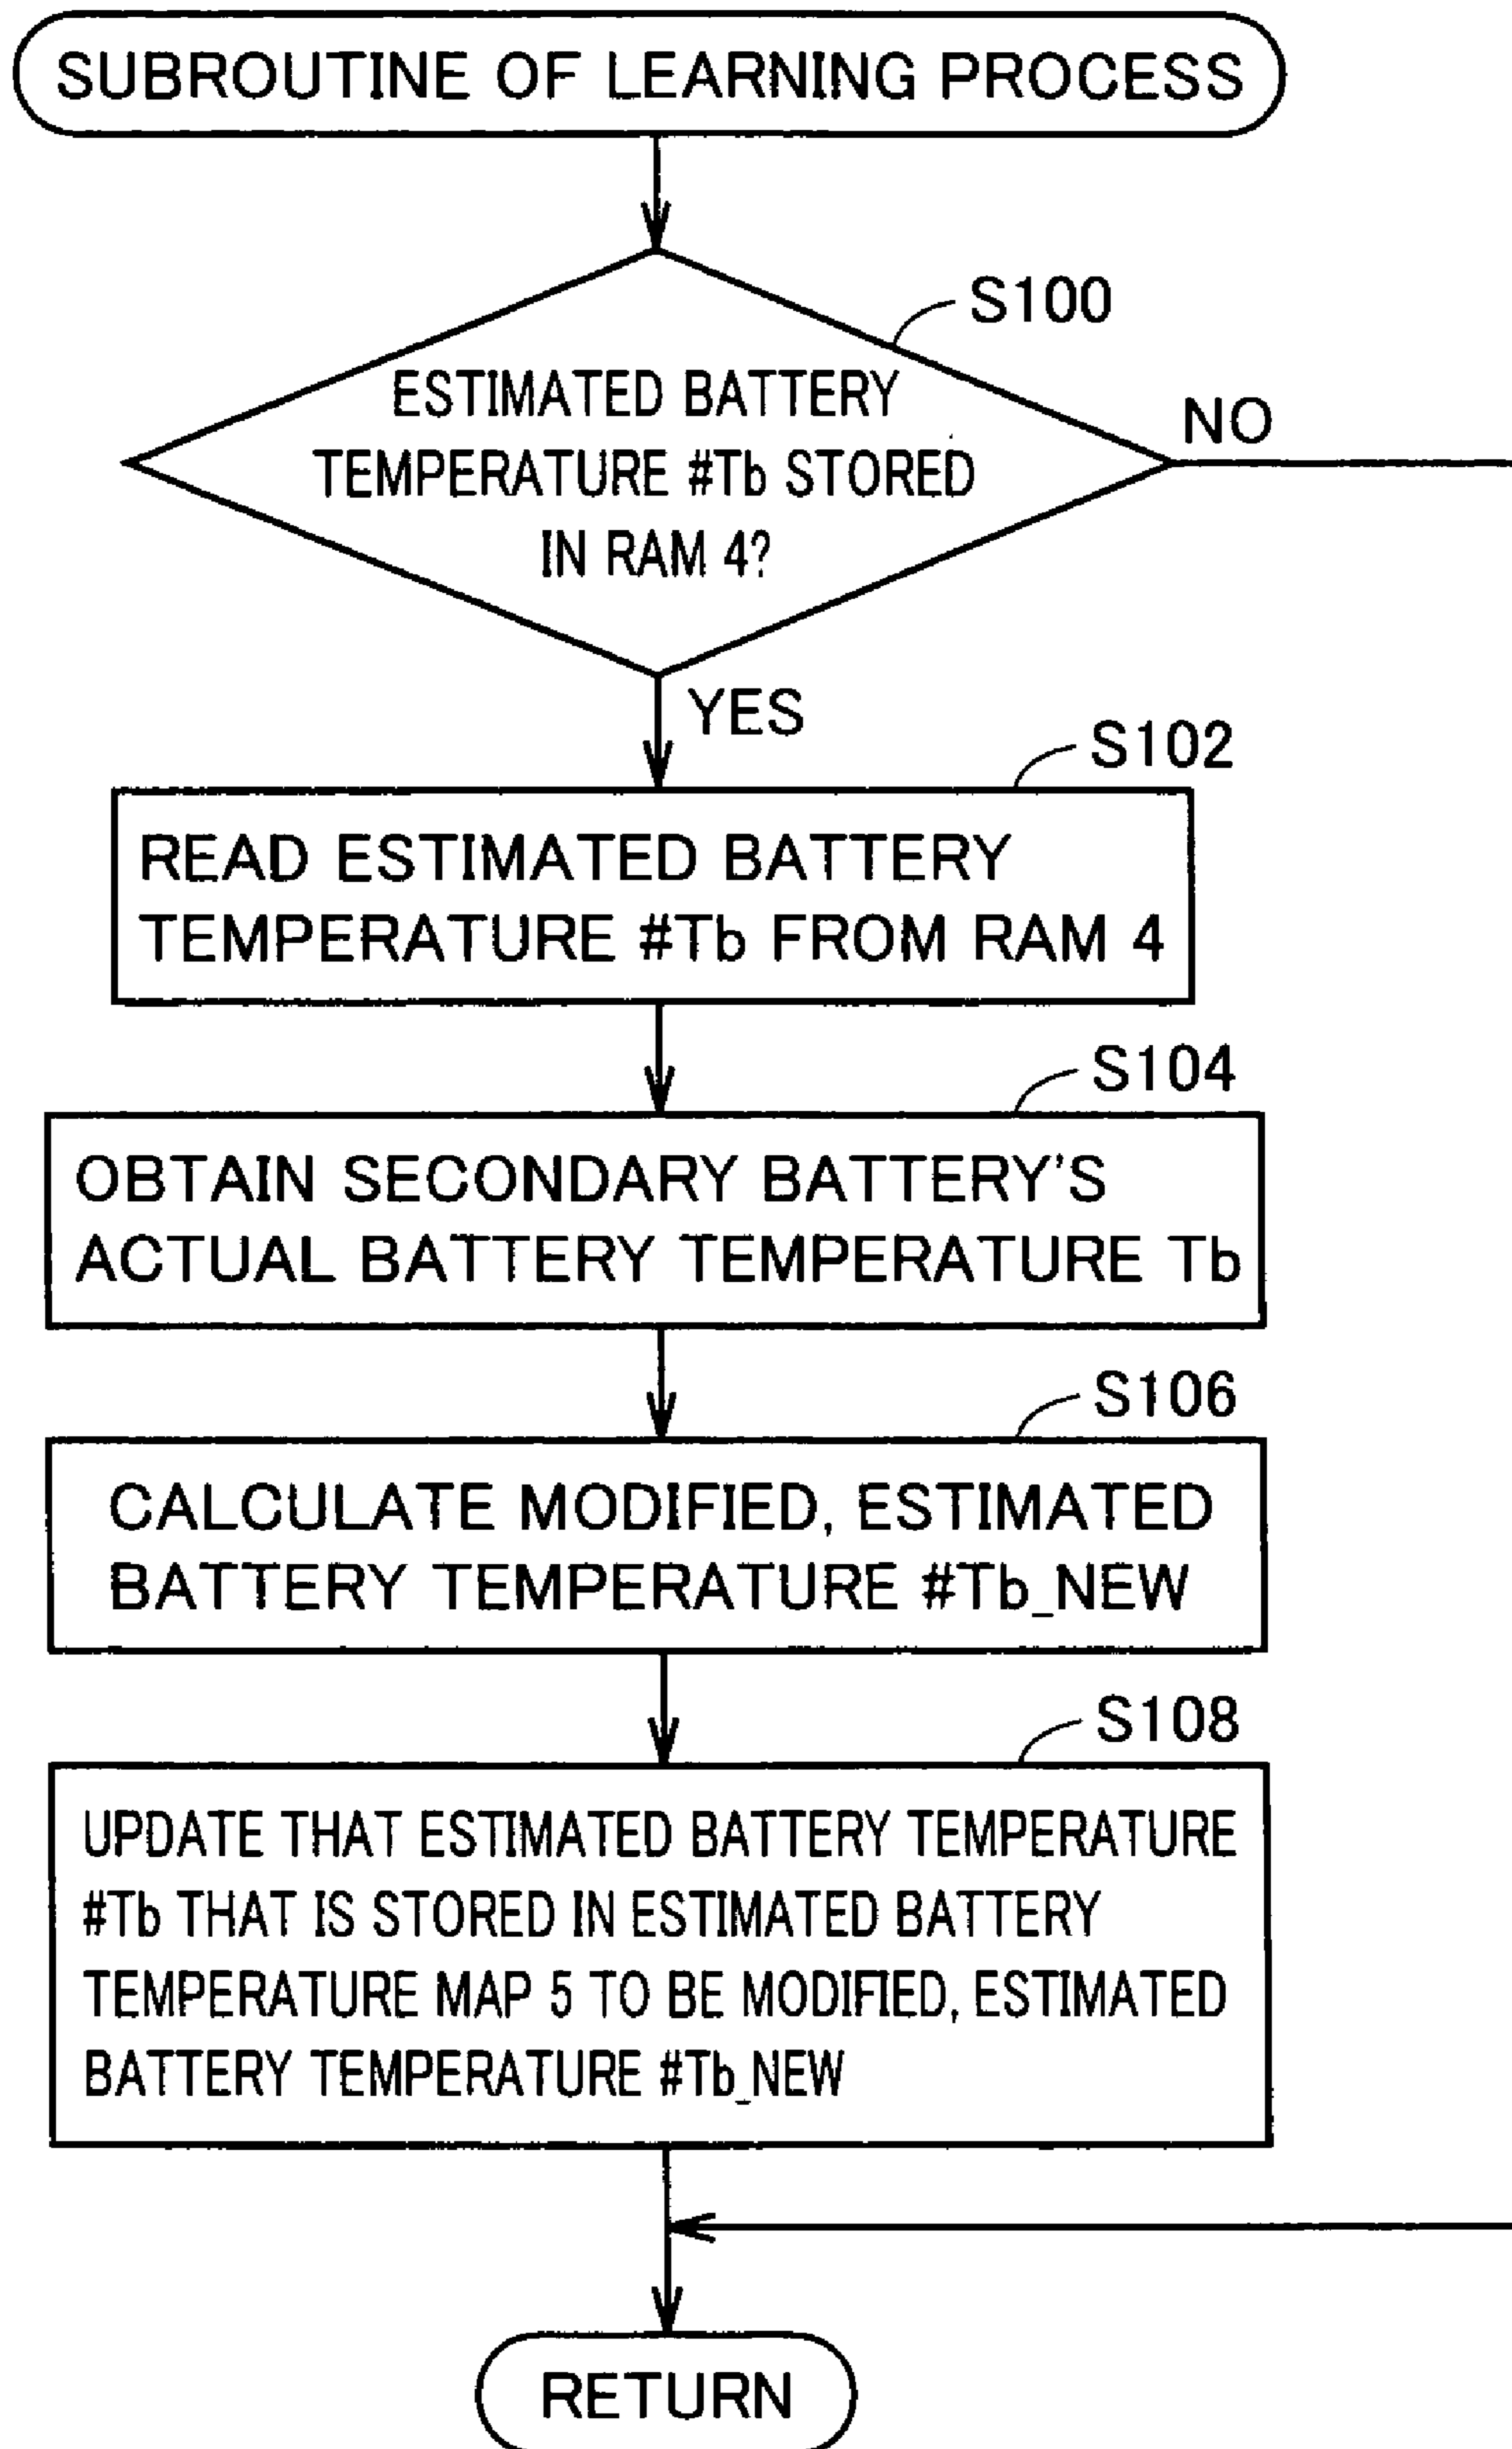 SUBROUTINE OF LEARNING PROCESS
S100
ESTIMATED BATTERY
TEMPERATURE #Tb STORED
IN RAM 4?
NO
YES
S102
READ ESTIMATED BATTERY
TEMPERATURE #Tb FROM RAM 4
S104
OBTAIN SECONDARY BATTERY'S
ACTUAL BATTERY TEMPERATURE Tb
S106
CALCULATE MODIFIED, ESTIMATED
BATTERY TEMPERATURE #Tb_NEW
S108
UPDATE THAT ESTIMATED BATTERY TEMPERATURE
#Tb THAT IS STORED IN ESTIMATED BATTERY
TEMPERATURE MAP 5 TO BE MODIFIED, ESTIMATED
BATTERY TEMPERATURE #Tb_NEW
RETURN